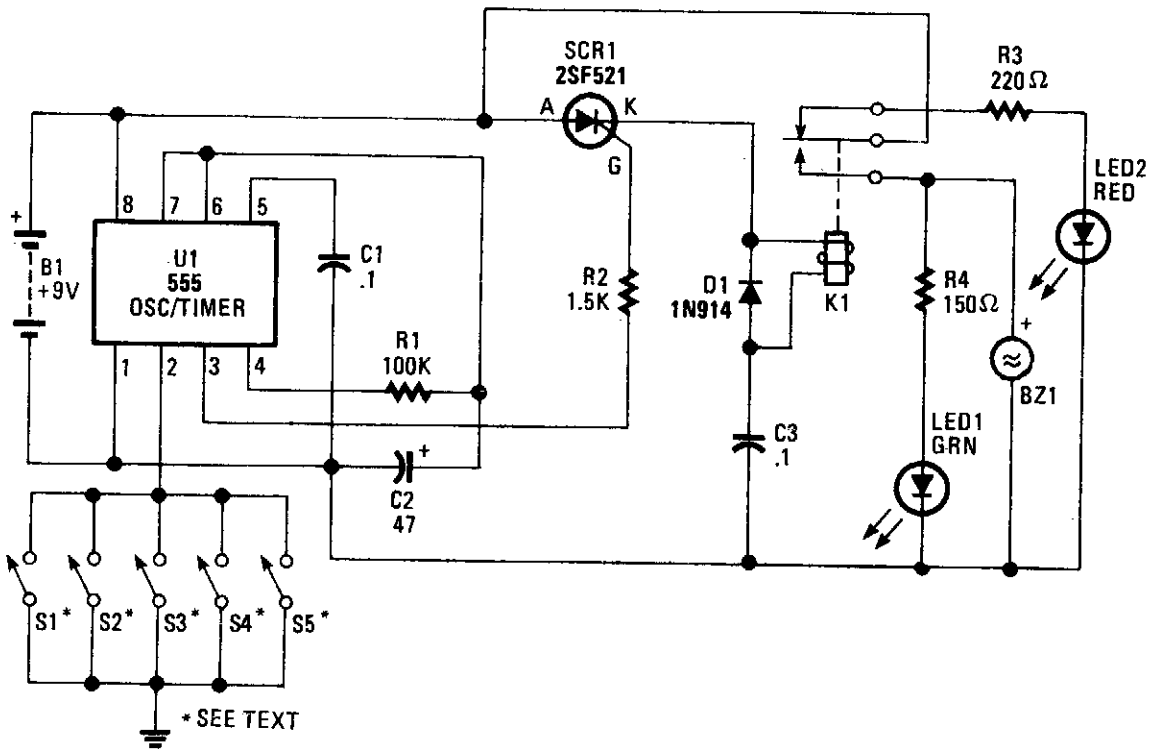 SCR1
2SF521
A
K
G
R3
220Ω
LED2
RED
8
7
6
5
U1
555
OSC/TIMER
1
2
3
4
+
B1
+9V
C1
.1
R1
100K
R2
1.5K
D1
1N914
K1
R4
150Ω
+
BZ1
LED1
GRN
C3
.1
+
C2
47
S1*
S2*
S3*
S4*
S5*
* SEE TEXT